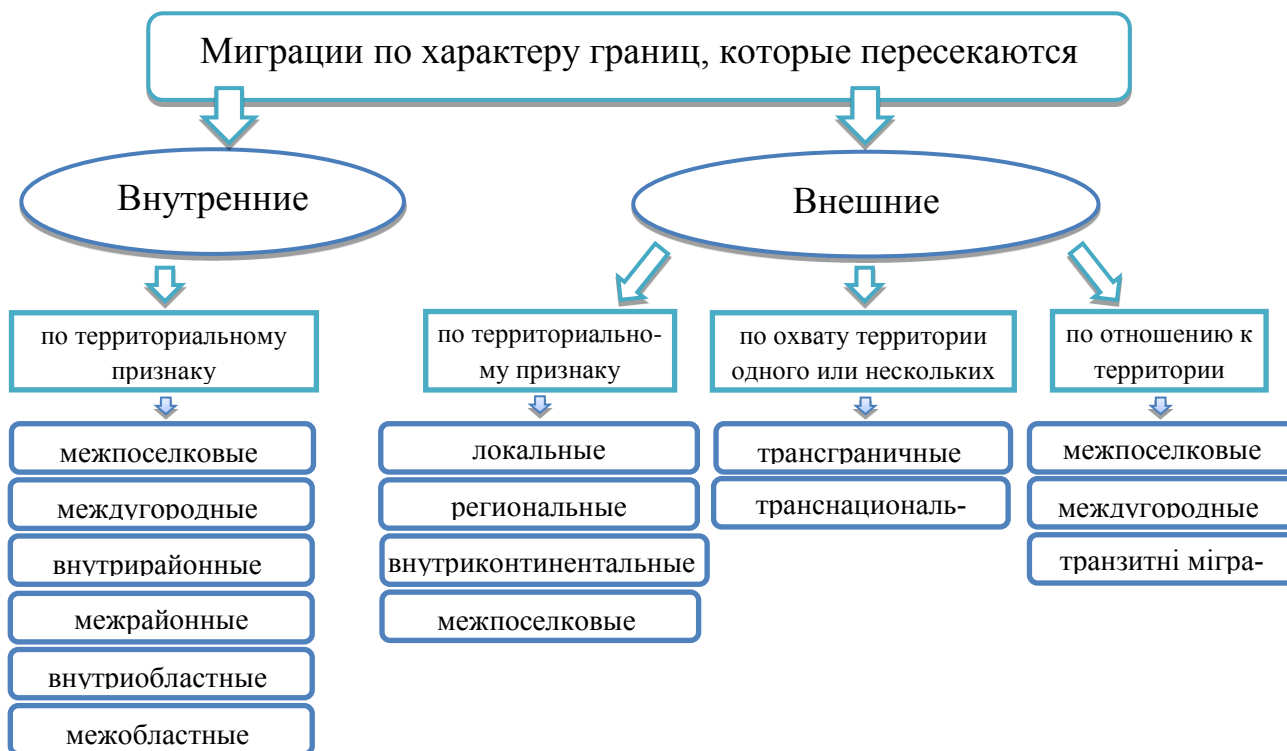 Миграции по характеру границ, которые пересекаются
Внутренние
Внешние
по территориальному
признаку
межпоселковые
междугородные
внутрирайонные
межрайонные
внутриобластные
межобластные
по территориально-
му признаку
локальные
региональные
внутриконтинентальные
межпоселковые
по охвату территории
одного или нескольких
трансграничные
транснациональ-
по отношению к
территории
межпоселковые
междугородные
транзитні мігра-